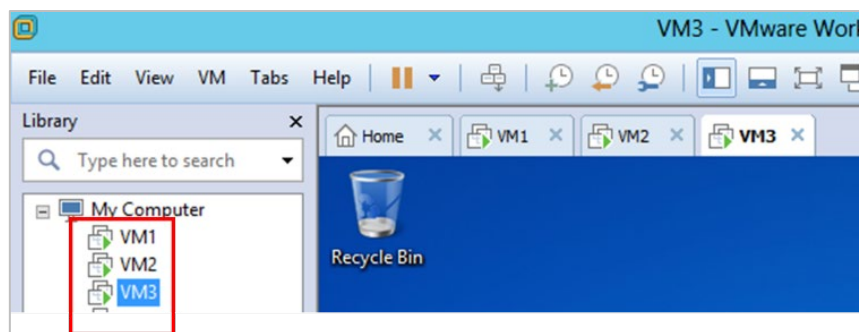 VM3 - VMware Work
File Edit View VM Tabs Help
Library
Home VM1 VM2 VM3
Type here to search
My Computer
VM1
VM2
VM3
Recycle Bin